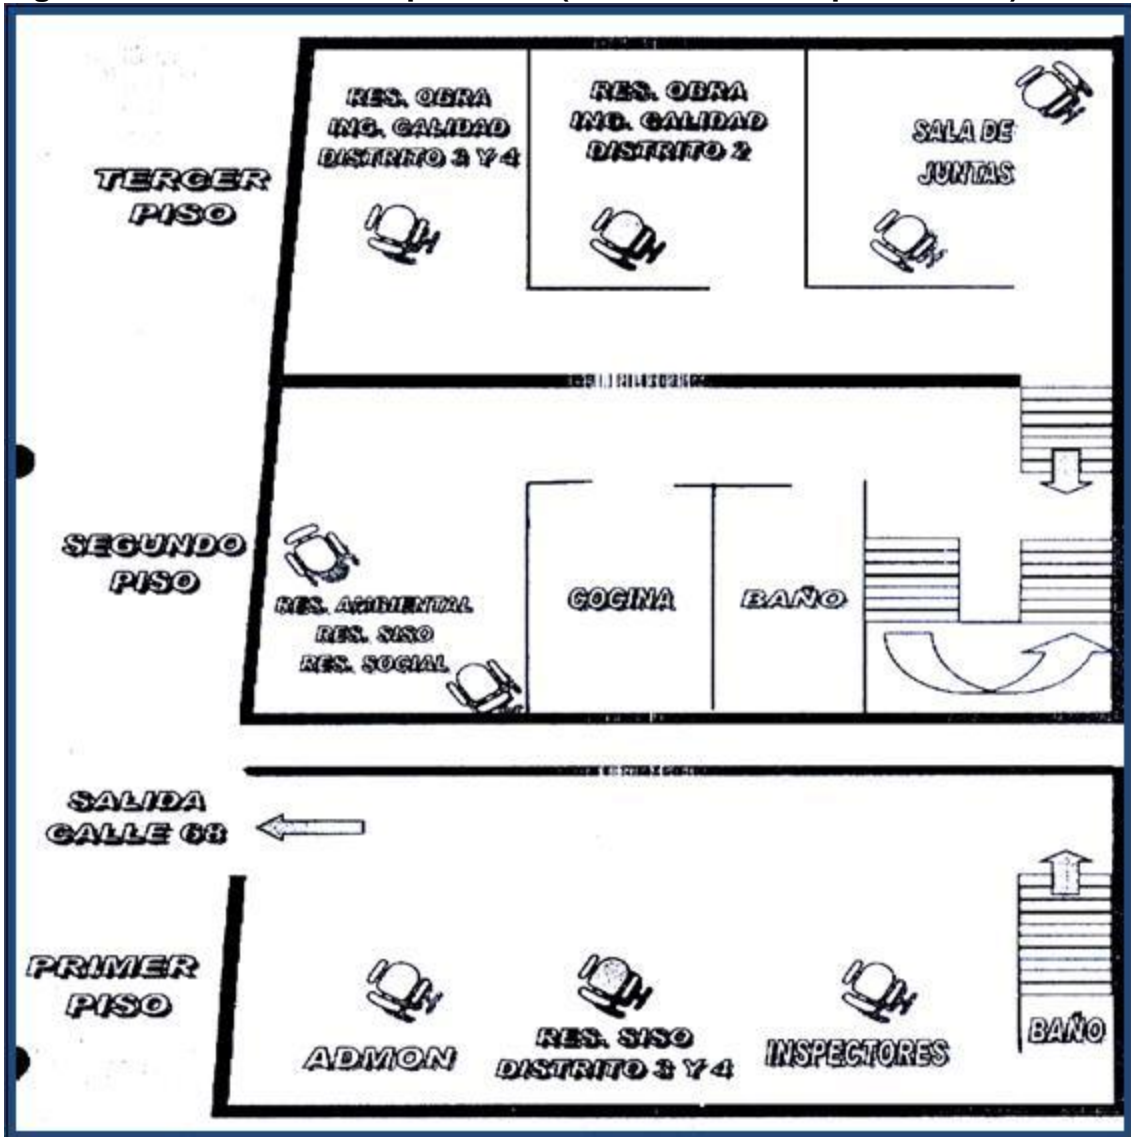 TERCER
PISO
RES. OBRA
ING. CALIDAD
DISTRITO 3 Y 4
RES. OBRA
ING. CALIDAD
DISTRITO 2
SALA DE
JUNTAS
SEGUNDO
PISO
RES. AMBIENTAL
RES. SISO
RES. SOCIAL
COCINA
BAÑO
SALIDA
CALLE 68
PRIMER
PISO
ADMON
RES. SISO
DISTRITO 3 Y 4
INSPECTORES
BAÑO